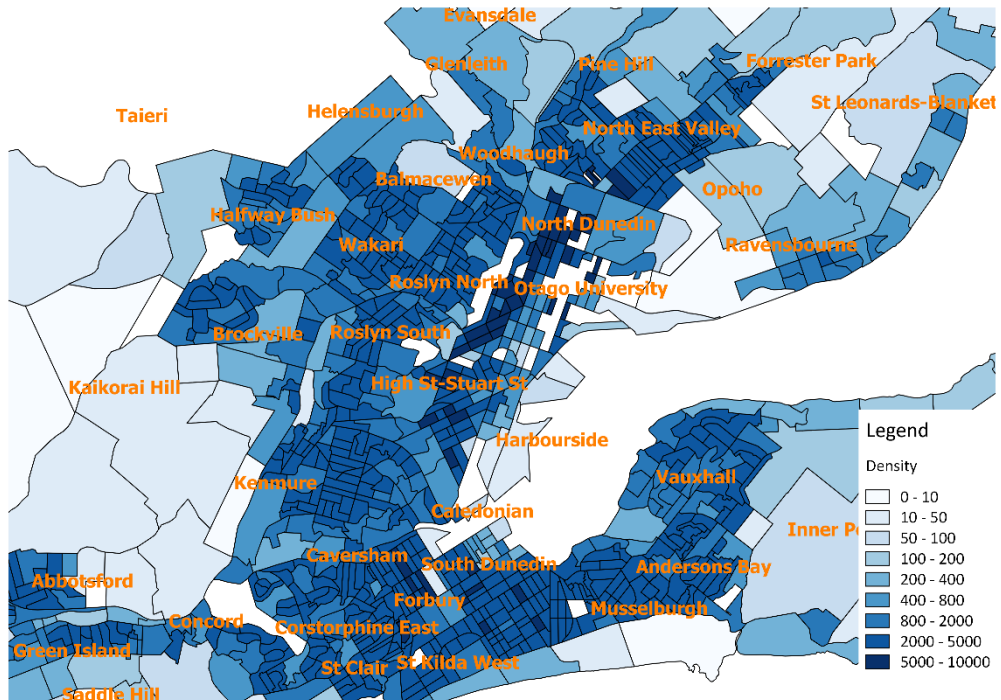 Evansdale
Glenleith
Pine Hill
Forrester Park
St Leonards-Blanket
Taieri
Helensburgh
North East Valley
Woodhaugh
Balmacewen
Opoho
Halfway Bush
North Dunedin
Wakari
Ravensbourne
Roslyn North
Otago University
Brockville
Roslyn South
Kaikorai Hill
High St-Stuart St
Harbourside
Kenmure
Vauxhall
Caledonian
Inner Pe
Caversham
South Dunedin
Andersons Bay
Abbotsford
Forbury
Musselburgh
Concord
Corstorphine East
Green Island
St Clair
St Kilda West
Saddle Hill
Legend
Density
0 - 10
10 - 50
50 - 100
100 - 200
200 - 400
400 - 800
800 - 2000
2000 - 5000
5000 - 10000